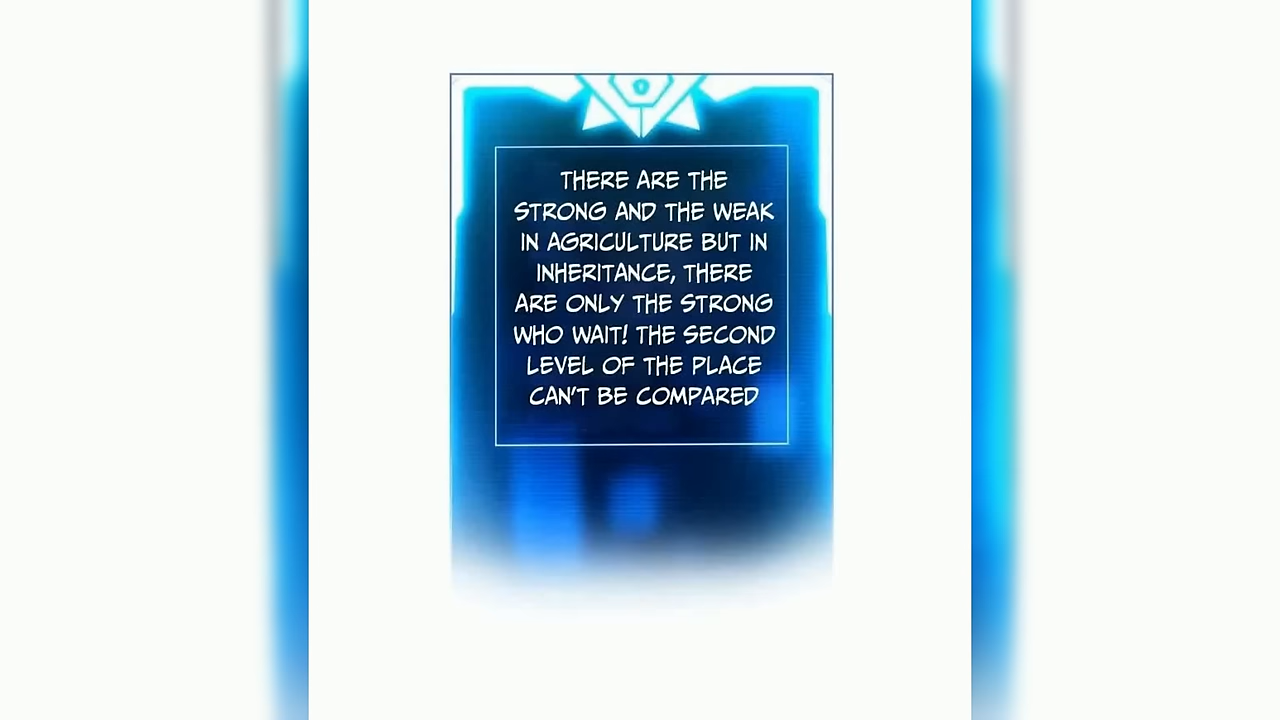 THERE ARE THE
STRONG AND THE WEAK
IN AGRICULTURE BUT IN
INHERITANCE, THERE
ARE ONLY THE STRONG
WHO WAIT! THE SECOND
LEVEL OF THE PLACE
CAN'T BE COMPARED